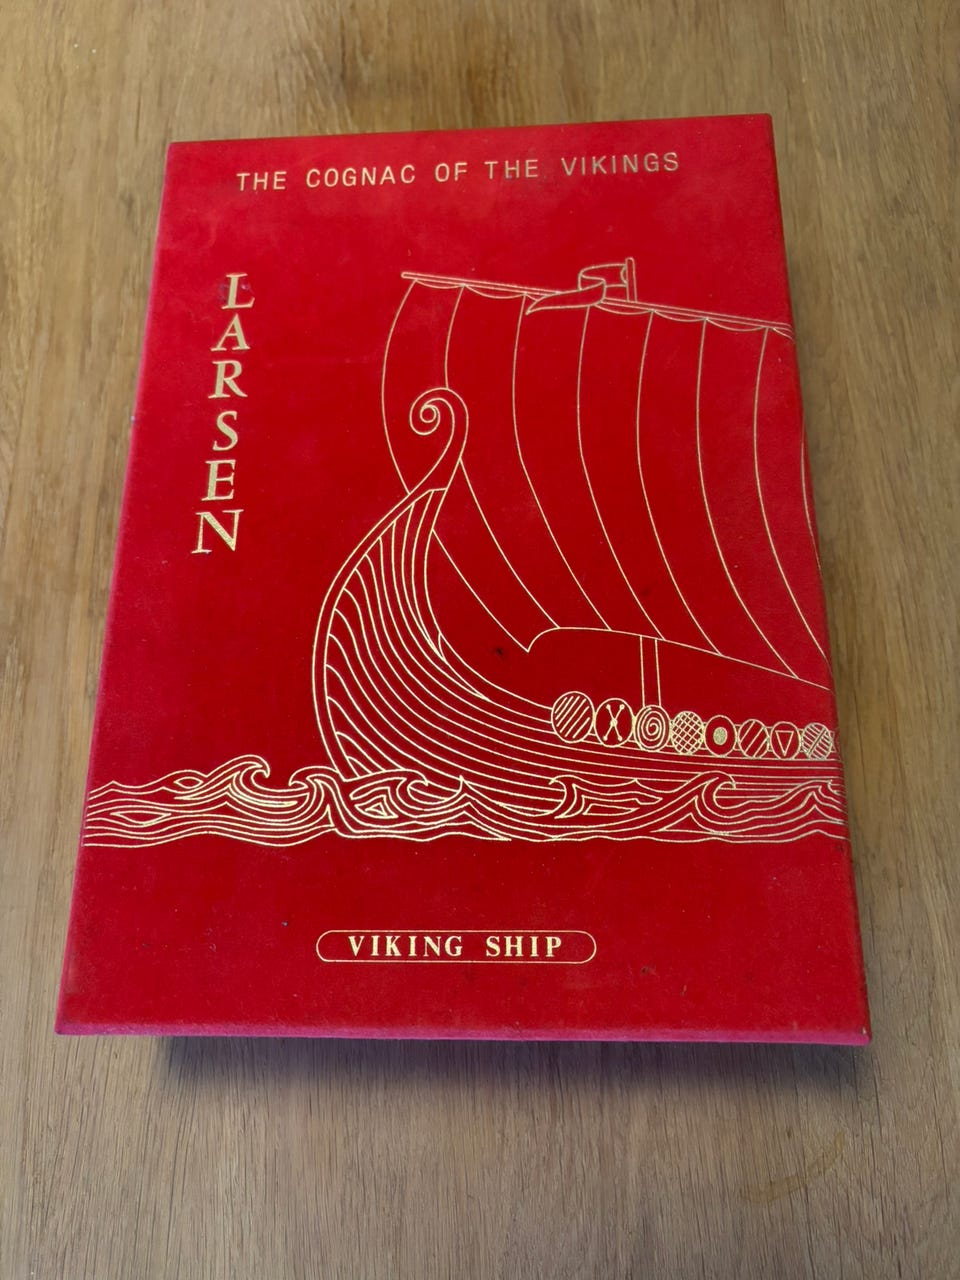 THE COGNAC OF THE VIKINGS
LARSEN
VIKING SHIP